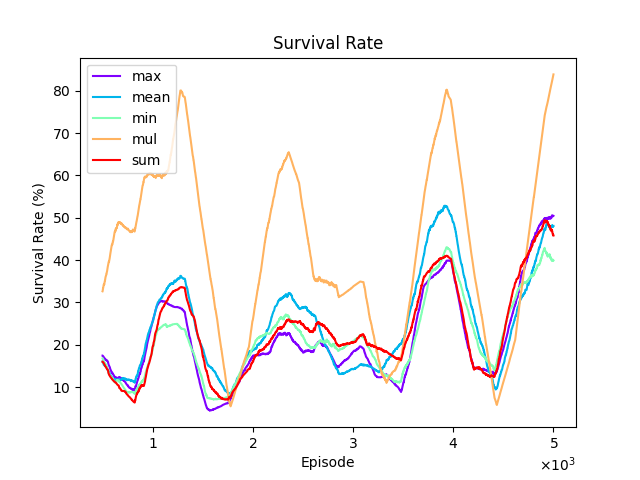 Survival Rate
max
mean
min
mul
sum
80
70
60
50
40
30
20
10
Survival Rate (%)
1 2 3 4 5
Episode
×10³